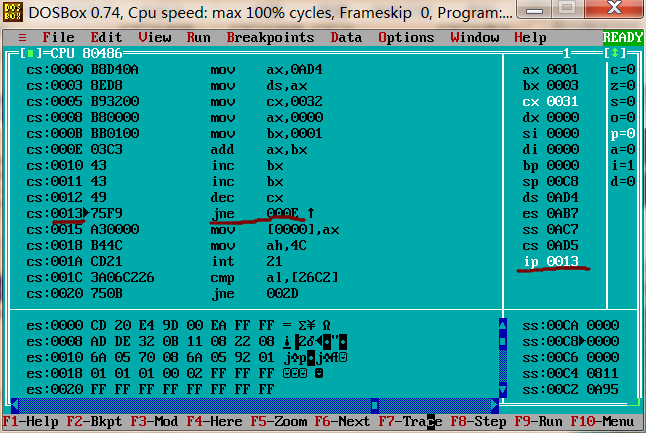 DOSBox 0.74, Cpu speed: max 100% cycles, Frameskip 0, Program:...
≡ File Edit View Run Breakpoints Data Options Window Help READY
[■]=CPU 80486 1 [↕]
cs:0000 B8D40A mov ax,0AD4 ax 0001 c=0
cs:0003 8ED8 mov ds,ax bx 0003 z=0
cs:0005 B93200 mov cx,0032 cx 0031 s=0
cs:0008 B80000 mov ax,0000 dx 0000 o=0
cs:000B BB0100 mov bx,0001 si 0000 p=0
cs:000E 03C3 add ax,bx di 0000 a=0
cs:0010 43 inc bx bp 0000 i=1
cs:0011 43 inc bx sp 00C8 d=0
cs:0012 49 dec cx ds 0AD4
cs:0013►75F9 jne 000E ↑ es 0AB7
cs:0015 A30000 mov [0000],ax ss 0AC7
cs:0018 B44C mov ah,4C cs 0AD5
cs:001A CD21 int 21 ip 0013
cs:001C 3A06C226 cmp al,[26C2]
cs:0020 750B jne 002D
es:0000 CD 20 E4 9D 00 EA FF FF = Σ¥ Ω ss:00CA 0000
es:0008 AD DE 32 0B 11 08 22 08 ss:00C8►0000
es:0010 6A 05 70 08 6A 05 92 01 ss:00C6 0000
es:0018 01 01 01 00 02 FF FF FF ss:00C4 0811
es:0020 FF FF FF FF FF FF FF FF ss:00C2 0A95
F1-Help F2-Bkpt F3-Mod F4-Here F5-Zoom F6-Next F7-Trace F8-Step F9-Run F10-Menu